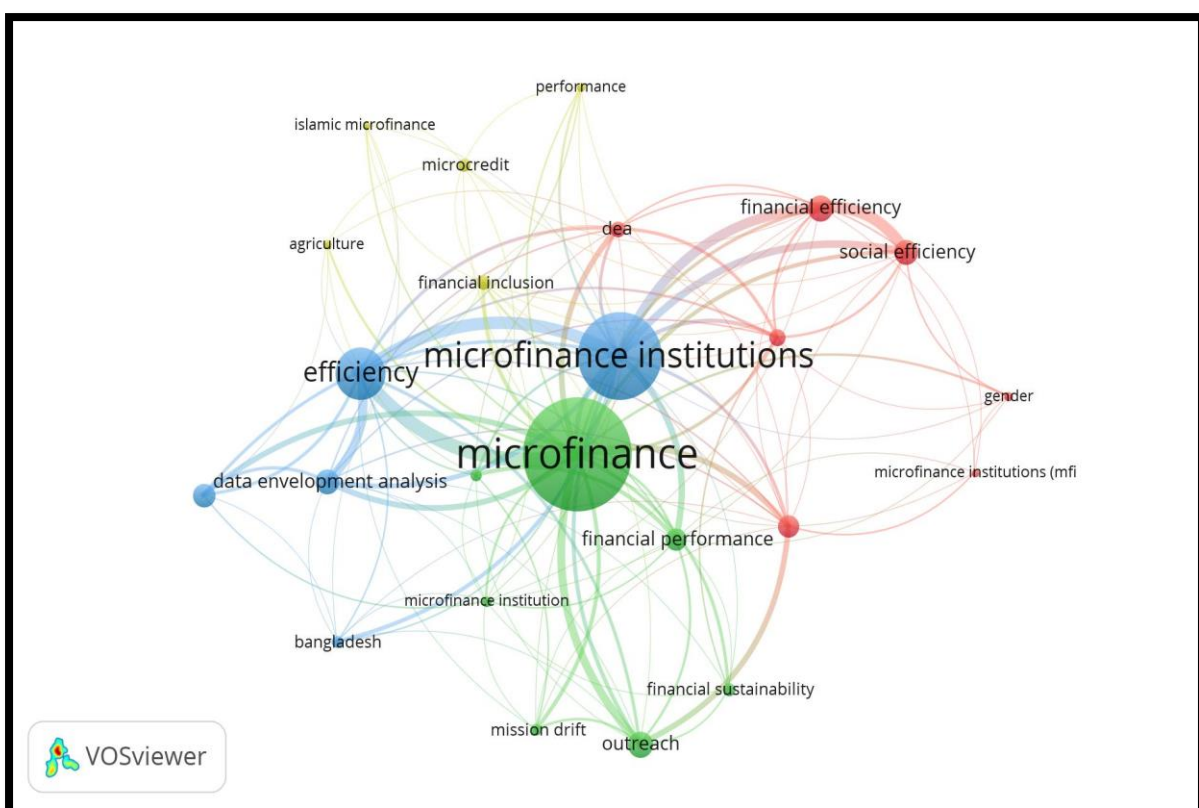 performance
islamic microfinance
microcredit
financial efficiency
dea
social efficiency
agriculture
financial inclusion
microfinance institutions
efficiency
gender
microfinance
microfinance institutions (mfi
data envelopment analysis
financial performance
microfinance institution
bangladesh
financial sustainability
mission drift
outreach
VOSviewer